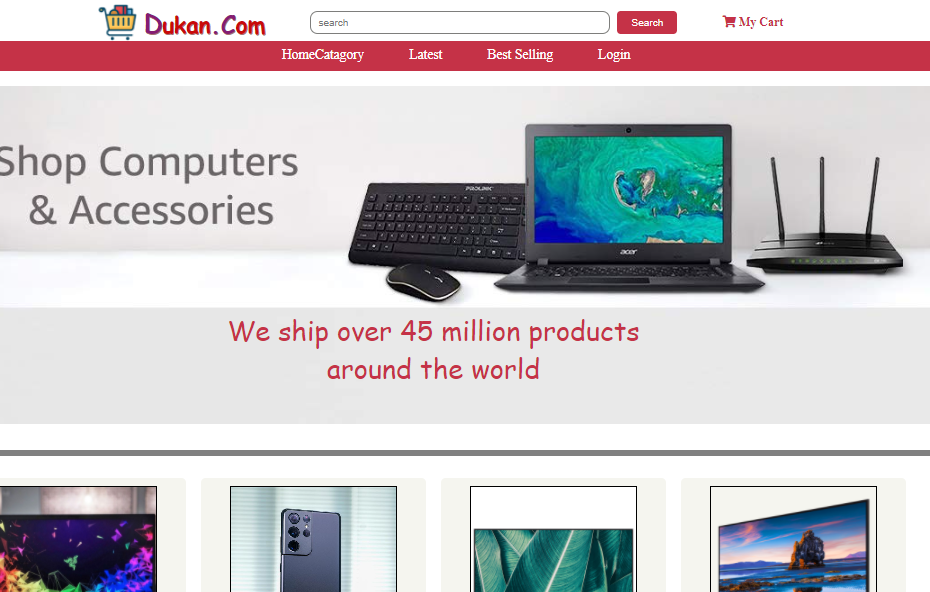 Dukan.Com
search
Search
My Cart
HomeCatagory
Latest
Best Selling
Login
Shop Computers
& Accessories
PROLINK
acer
We ship over 45 million products
around the world